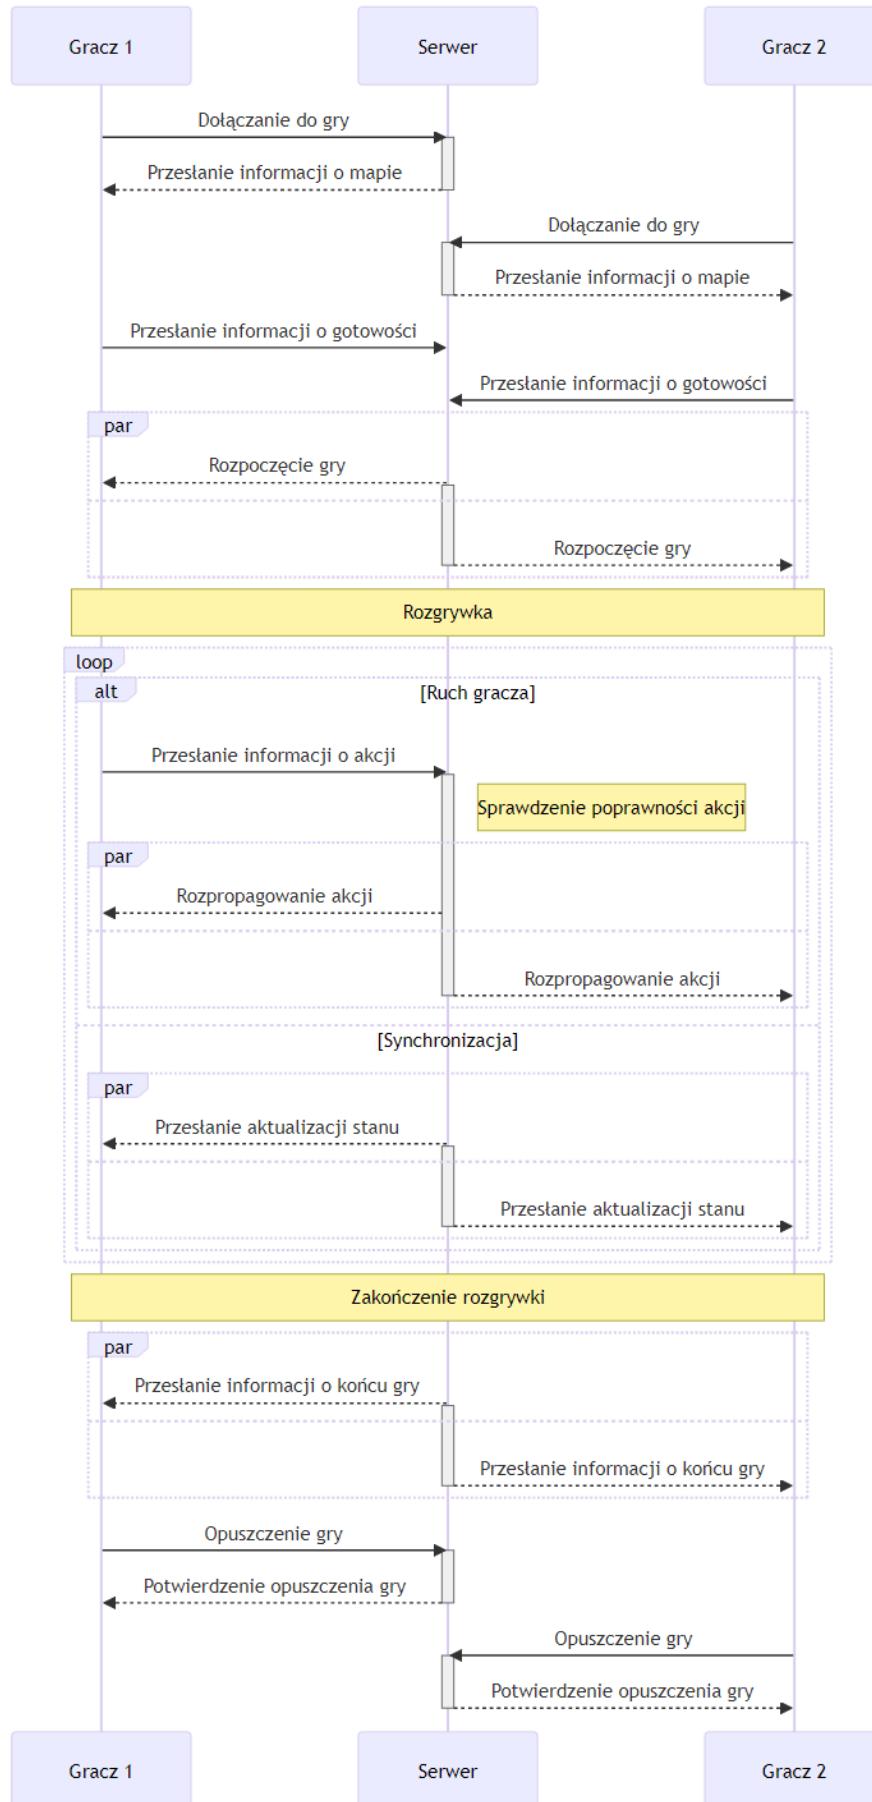 Gracz 1
Serwer
Gracz 2
Dołączanie do gry
Przesłanie informacji o mapie
Dołączanie do gry
Przesłanie informacji o mapie
Przesłanie informacji o gotowości
Przesłanie informacji o gotowości
par
Rozpoczęcie gry
Rozpoczęcie gry
Rozgrywka
loop
alt
[Ruch gracza]
Przesłanie informacji o akcji
Sprawdzenie poprawności akcji
par
Rozpropagowanie akcji
Rozpropagowanie akcji
[Synchronizacja]
par
Przesłanie aktualizacji stanu
Przesłanie aktualizacji stanu
Zakończenie rozgrywki
par
Przesłanie informacji o końcu gry
Przesłanie informacji o końcu gry
Opuszczenie gry
Potwierdzenie opuszczenia gry
Opuszczenie gry
Potwierdzenie opuszczenia gry
Gracz 1
Serwer
Gracz 2